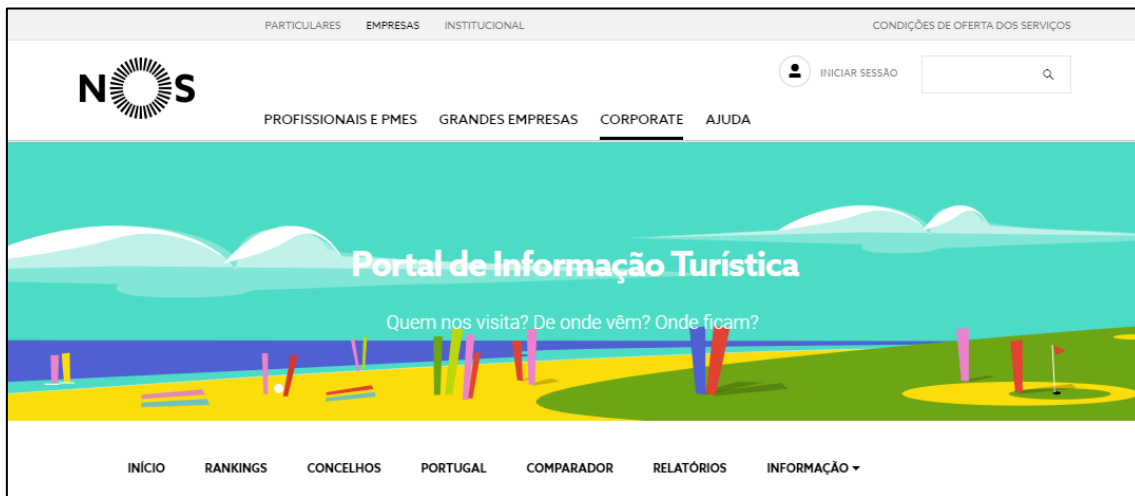 PARTICULARES EMPRESAS INSTITUCIONAL CONDIÇÕES DE OFERTA DOS SERVIÇOS
NOS
INICIAR SESSÃO
PROFISSIONAIS E PMES GRANDES EMPRESAS CORPORATE AJUDA
Portal de Informação Turística
Quem nos visita? De onde vêm? Onde ficam?
INÍCIO RANKINGS CONCELHOS PORTUGAL COMPARADOR RELATÓRIOS INFORMAÇÃO